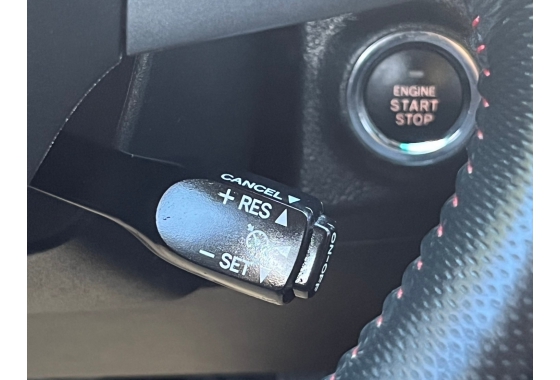 ENGINE
START
STOP
CANCEL ▼
+ RES ▲
− SET ▼
ON-OFF